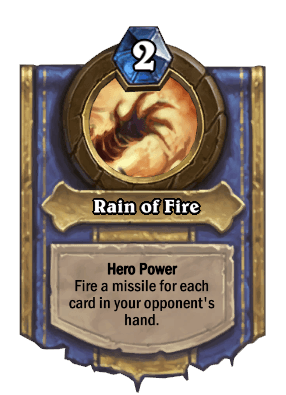 2
Rain of Fire
Hero Power
Fire a missile for each
card in your opponent's
hand.